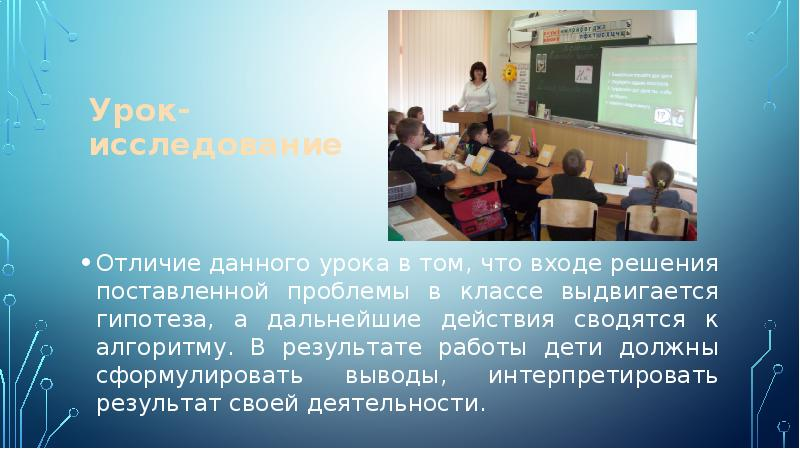 Урок-
исследование
• Отличие данного урока в том, что входе решения
поставленной проблемы в классе выдвигается
гипотеза, а дальнейшие действия сводятся к
алгоритму. В результате работы дети должны
сформулировать выводы, интерпретировать
результат своей деятельности.